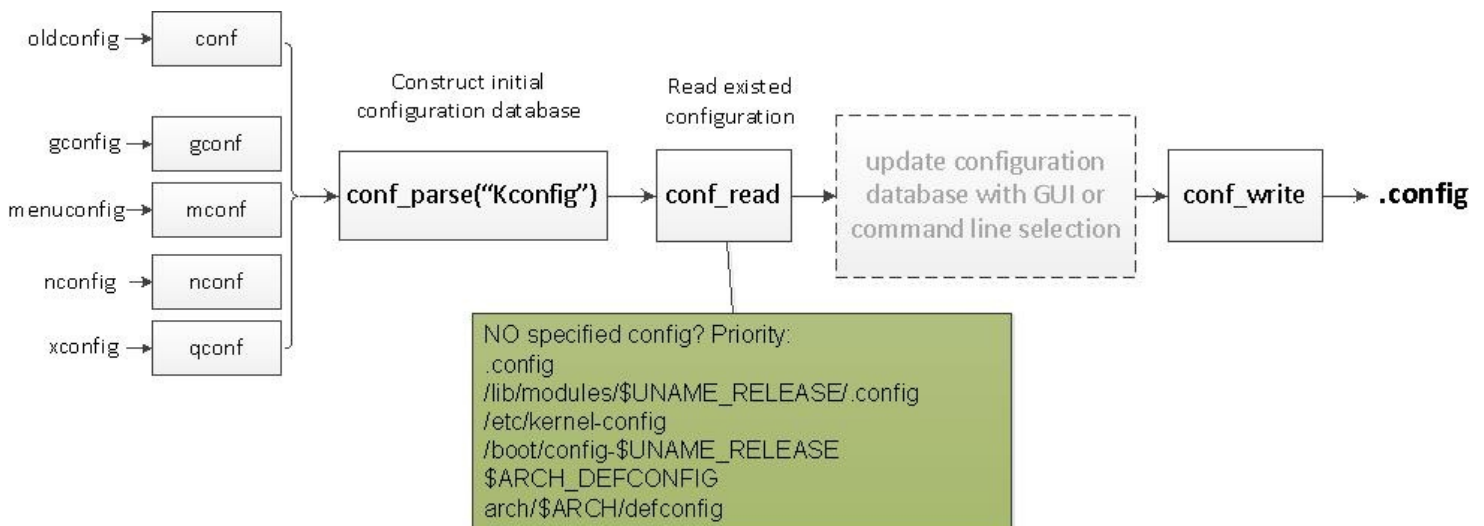 oldconfig
conf
gconfig
gconf
menuconfig
mconf
nconfig
nconf
xconfig
qconf
Construct initial
configuration database
conf_parse(“Kconfig”)
Read existed
configuration
conf_read
update configuration
database with GUI or
command line selection
conf_write
.config
NO specified config? Priority:
.config
/lib/modules/$UNAME_RELEASE/.config
/etc/kernel-config
/boot/config-$UNAME_RELEASE
$ARCH_DEFCONFIG
arch/$ARCH/defconfig